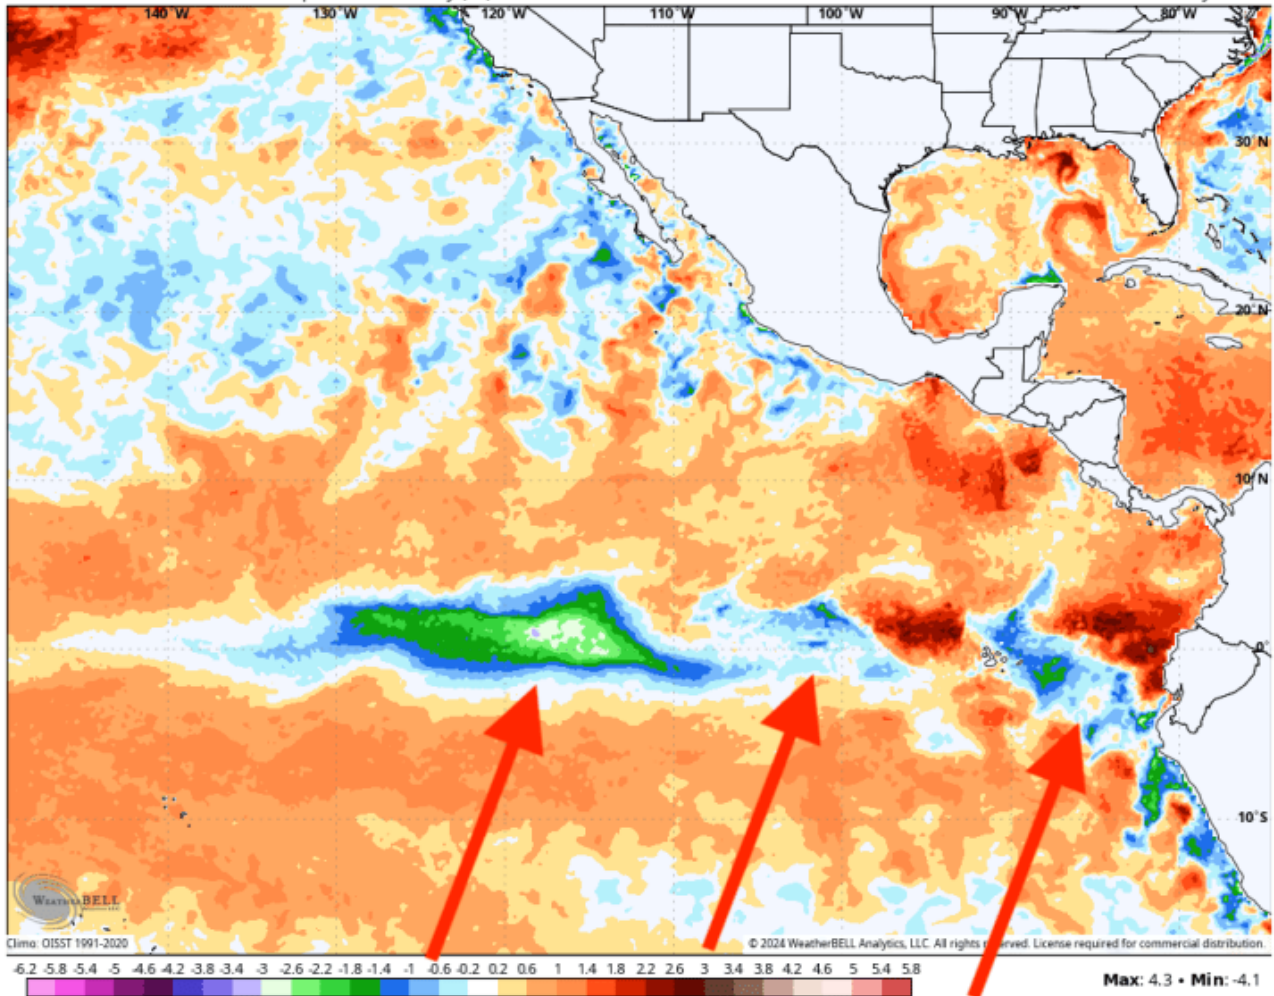 140°W 130°W 120 110°W 100°W 90°W 80°W
30°N
20°N
10°N
0°
10°S
WEATHERBELL
Climo: OISST 1991-2020
© 2024 WeatherBELL Analytics, LLC. All rights reserved. License required for commercial distribution.
-6.2 -5.8 -5.4 -5 -4.6 -4.2 -3.8 -3.4 -3 -2.6 -2.2 -1.8 -1.4 -1 -0.6 -0.2 0.2 0.6 1 1.4 1.8 2.2 2.6 3 3.4 3.8 4.2 4.6 5 5.4 5.8
Max: 4.3 • Min: -4.1